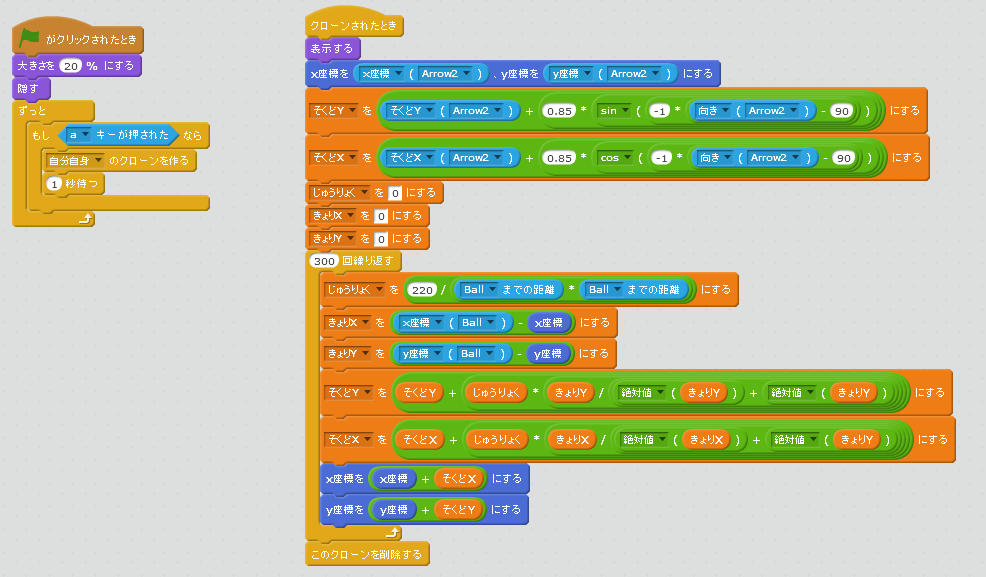 がクリックされたとき
大きさを 20 % にする
隠す
ずっと
もし a キーが押された なら
自分自身 のクローンを作る
1 秒待つ
クローンされたとき
表示する
x座標を x座標 ( Arrow2 ) 、y座標を y座標 ( Arrow2 ) にする
そくどY を そくどY ( Arrow2 ) + 0.85 * sin ( -1 * 向き ( Arrow2 ) - 90 ) にする
そくどX を そくどX ( Arrow2 ) + 0.85 * cos ( -1 * 向き ( Arrow2 ) - 90 ) にする
じゅうりょく を 0 にする
きょりX を 0 にする
きょりY を 0 にする
300 回繰り返す
じゅうりょく を 220 / Ball までの距離 * Ball までの距離 にする
きょりX を x座標 ( Ball ) - x座標 にする
きょりY を y座標 ( Ball ) - y座標 にする
そくどY を そくどY + じゅうりょく * きょりY / 絶対値 ( きょりY ) + 絶対値 ( きょりY ) にする
そくどX を そくどX + じゅうりょく * きょりX / 絶対値 ( きょりX ) + 絶対値 ( きょりY ) にする
x座標を x座標 + そくどX にする
y座標を y座標 + そくどY にする
このクローンを削除する